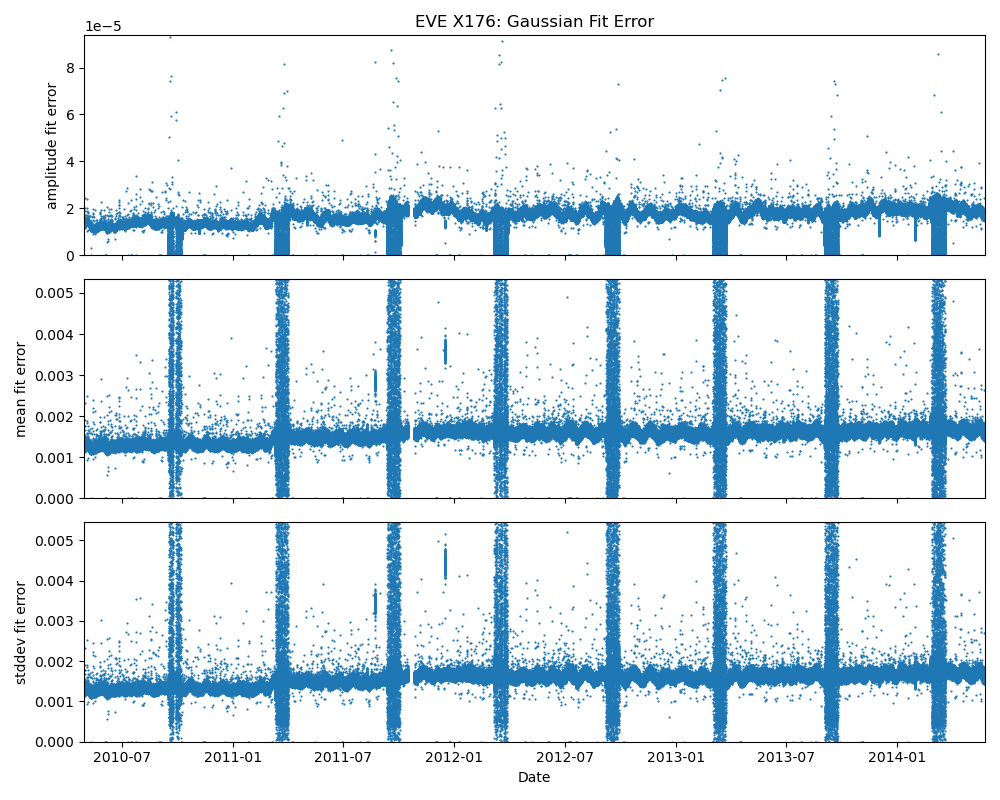 EVE X176: Gaussian Fit Error
1e−5
amplitude fit error
8
6
4
2
0
mean fit error
0.005
0.004
0.003
0.002
0.001
0.000
stddev fit error
0.005
0.004
0.003
0.002
0.001
0.000
2010-07 2011-01 2011-07 2012-01 2012-07 2013-01 2013-07 2014-01
Date